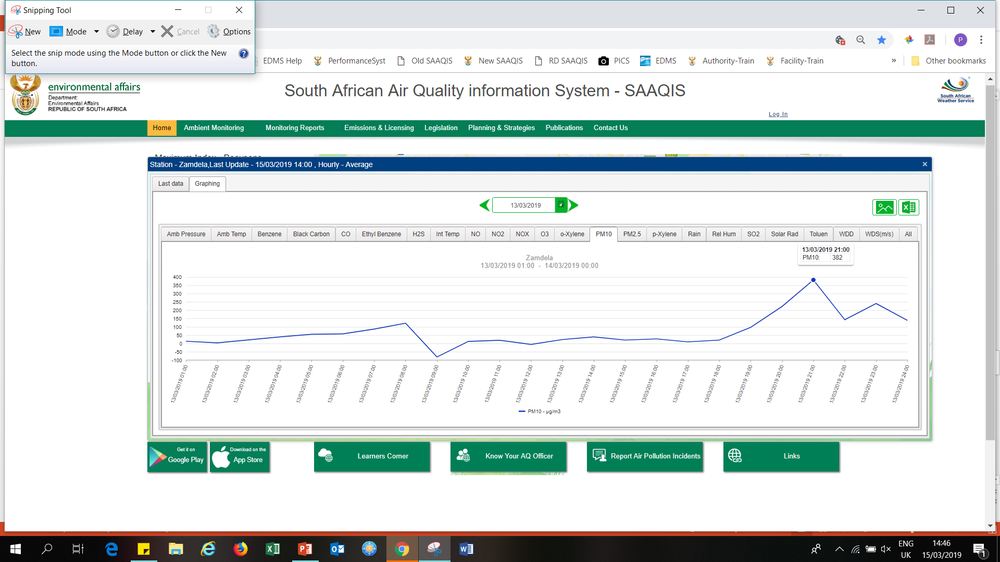 Snipping Tool
New Mode Delay Cancel Options
Select the snip mode using the Mode button or click the New
button.
EDMS Help PerformanceSyst Old SAAQIS New SAAQIS RD SAAQIS PICS EDMS Authority-Train Facility-Train » Other bookmarks
P
environmental affairs
Department:
Environmental Affairs
REPUBLIC OF SOUTH AFRICA
South African Air Quality information System - SAAQIS
South African
Weather Service
Log In
Home Ambient Monitoring Monitoring Reports Emissions & Licensing Legislation Planning & Strategies Publications Contact Us
Station - Zamdela,Last Update - 15/03/2019 14:00 , Hourly - Average
Last data Graphing
13/03/2019
Amb Pressure Amb Temp Benzene Black Carbon CO Ethyl Benzene H2S Int Temp NO NO2 NOX O3 o-Xylene PM10 PM2.5 p-Xylene Rain Rel Hum SO2 Solar Rad Toluen WDD WDS(m/s) All
13/03/2019 21:00
PM10: 382
Zamdela
13/03/2019 01:00 - 14/03/2019 00:00
400
350
300
250
200
150
100
50
0
-50
-100
13/03/2019 01:00
13/03/2019 02:00
13/03/2019 03:00
13/03/2019 04:00
13/03/2019 05:00
13/03/2019 06:00
13/03/2019 07:00
13/03/2019 08:00
13/03/2019 09:00
13/03/2019 10:00
13/03/2019 11:00
13/03/2019 12:00
13/03/2019 13:00
13/03/2019 14:00
13/03/2019 15:00
13/03/2019 16:00
13/03/2019 17:00
13/03/2019 18:00
13/03/2019 19:00
13/03/2019 20:00
13/03/2019 21:00
13/03/2019 22:00
13/03/2019 23:00
13/03/2019 24:00
PM10 - µg/m3
Get it on
Google Play
Download on the
App Store
Learners Corner
Know Your AQ Officer
Report Air Pollution Incidents
Links
ENG
UK
14:46
15/03/2019
1